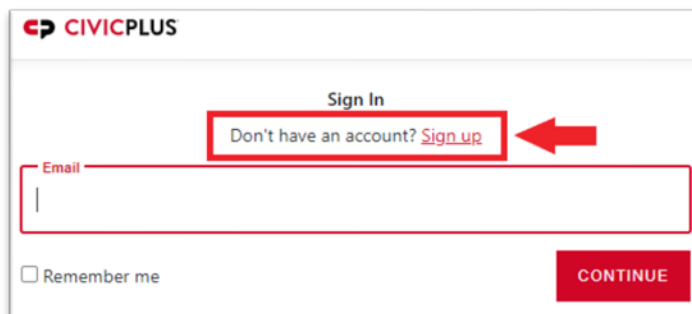 CIVICPLUS
Sign In
Don't have an account? Sign up
Email
Remember me
CONTINUE